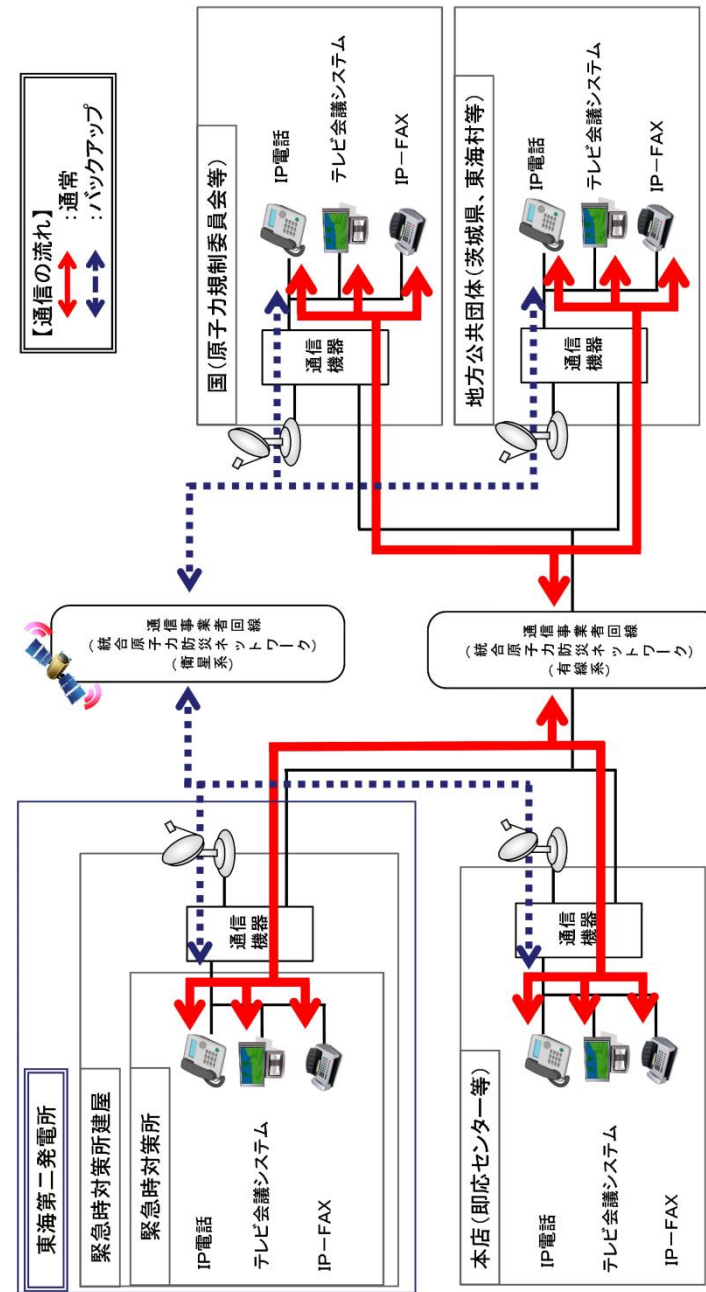 【通信の流れ】
：通常
：バックアップ
東海第二発電所
緊急時対策所建屋
緊急時対策所
IP電話
テレビ会議システム
IP－FAX
通信
機器
本店（即応センター等）
IP電話
テレビ会議システム
IP－FAX
通信
機器
通信事業者回線
（統合原子力防災ネットワーク）
（衛星系）
通信事業者回線
（統合原子力防災ネットワーク）
（有線系）
国（原子力規制委員会等）
通信
機器
IP電話
テレビ会議システム
IP－FAX
地方公共団体（茨城県、東海村等）
通信
機器
IP電話
テレビ会議システム
IP－FAX